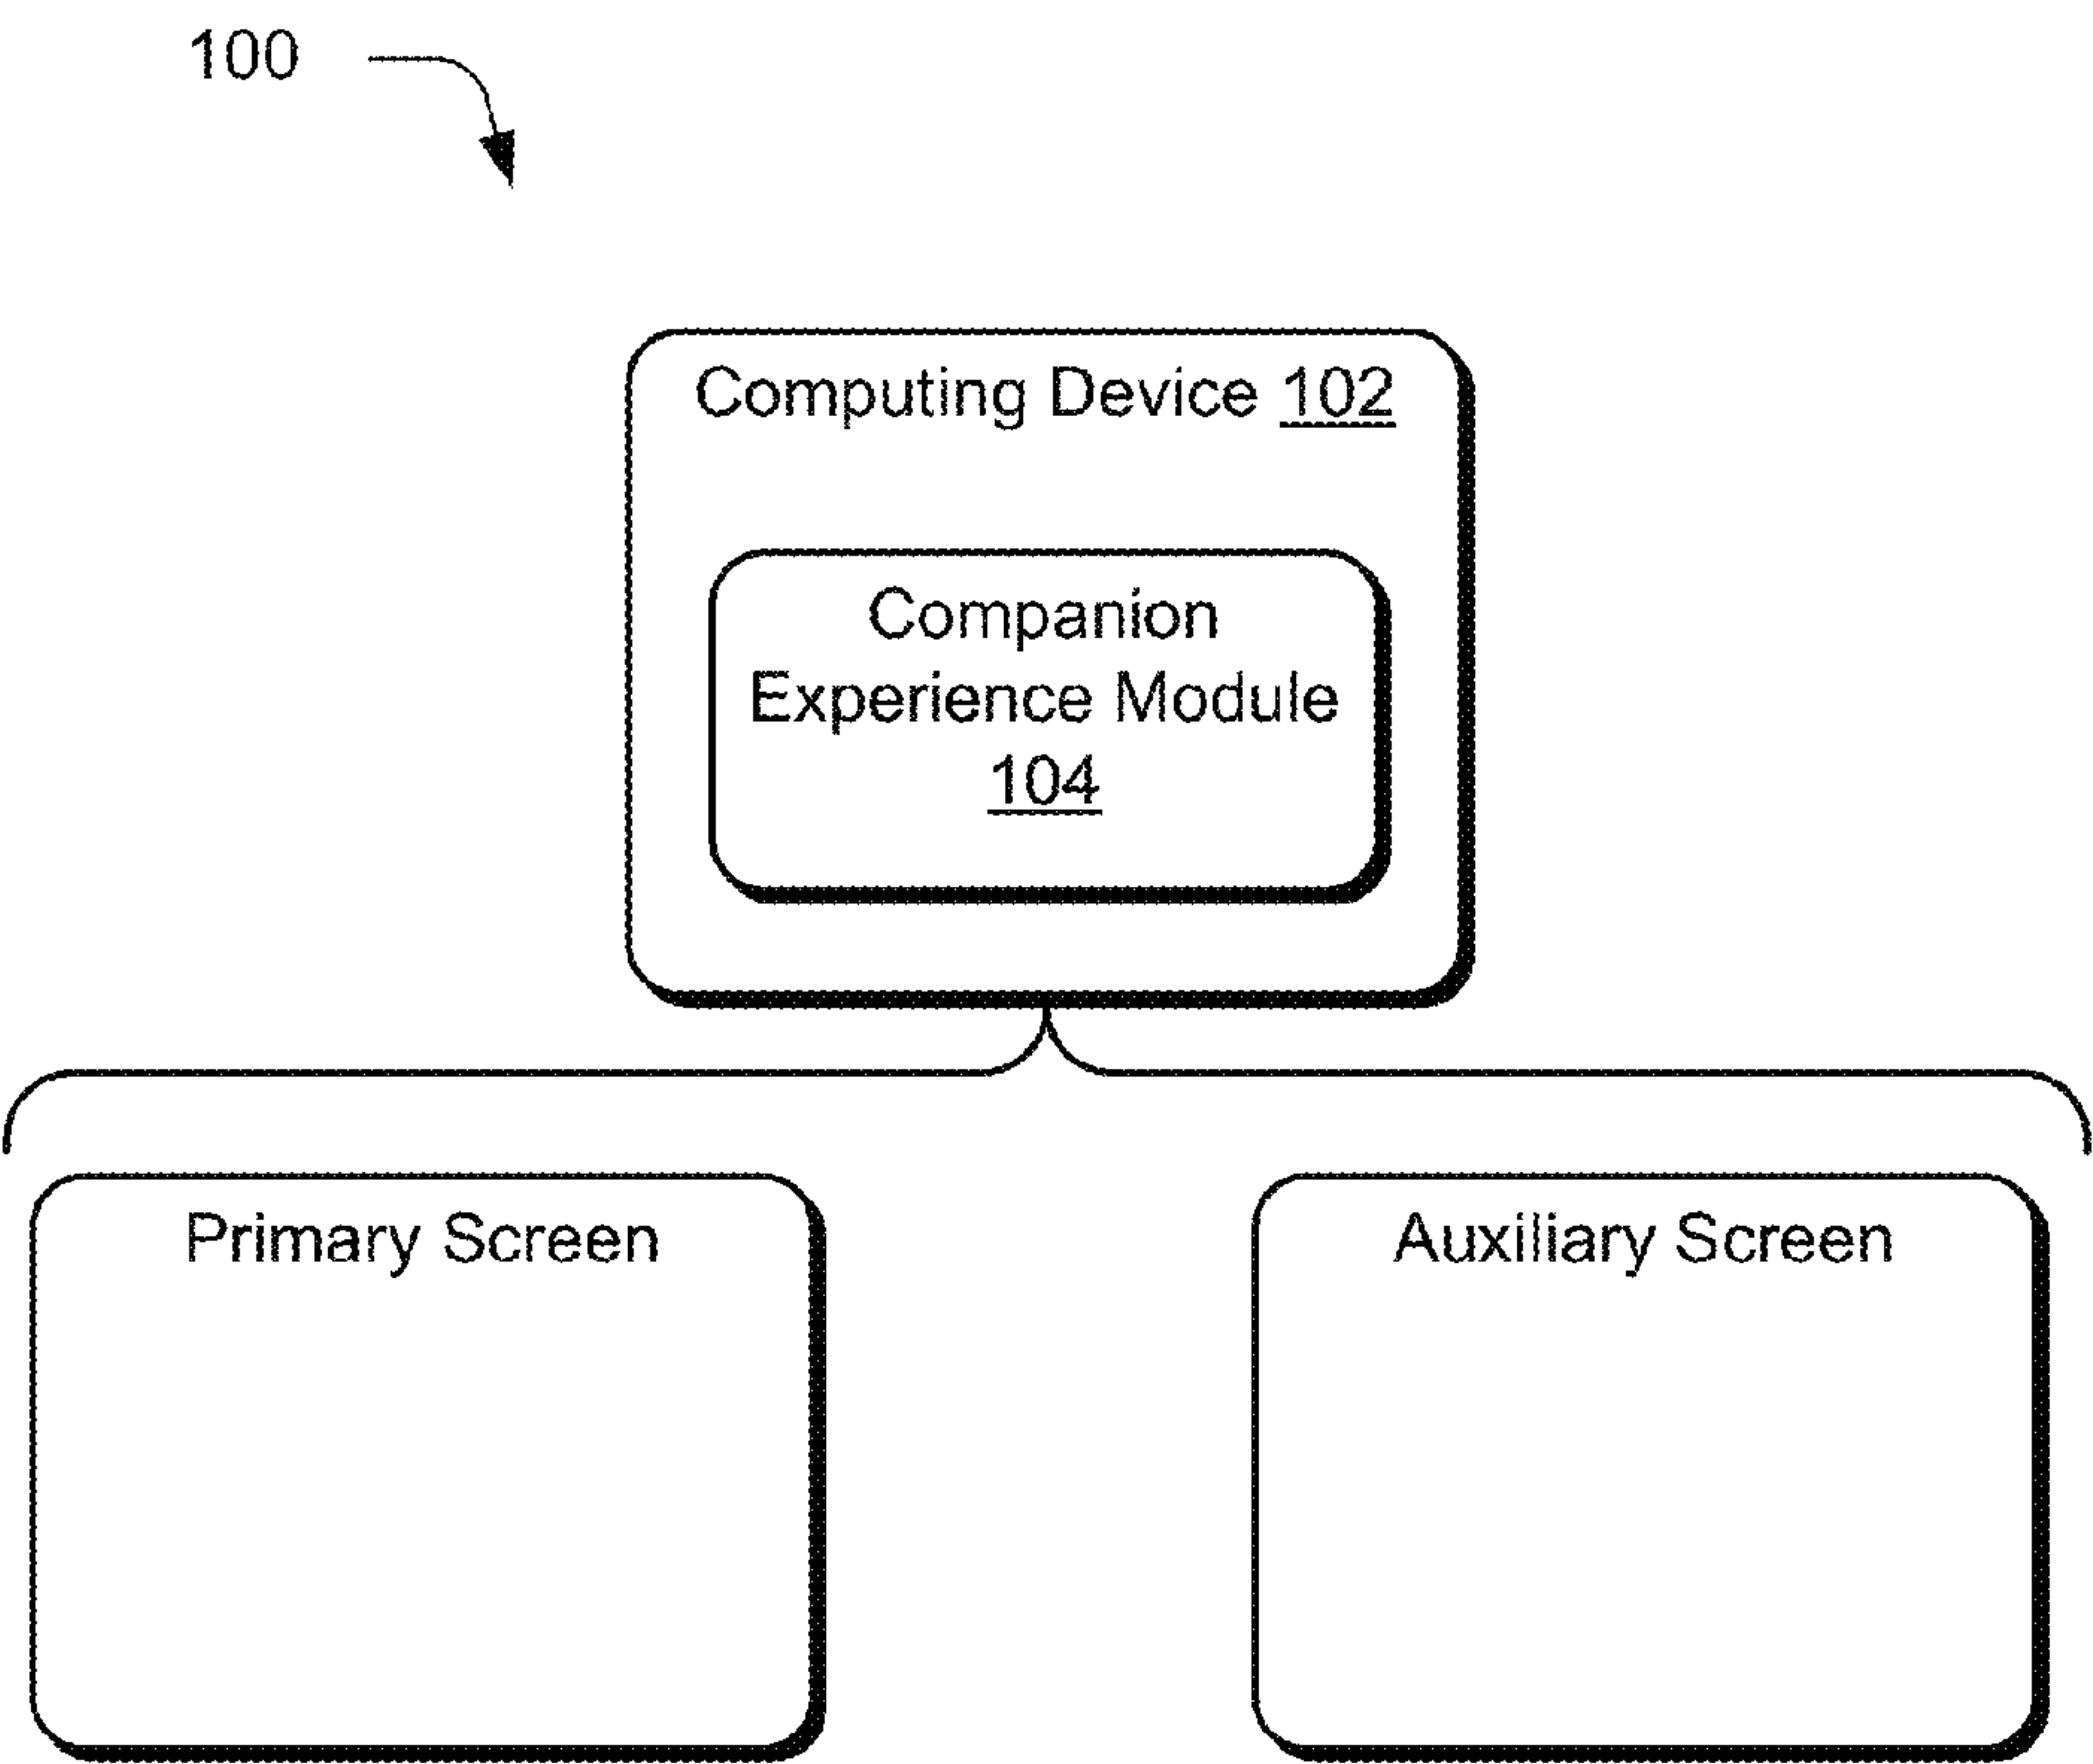 100
Computing Device 102
Companion
Experience Module
104
Primary Screen
Auxiliary Screen